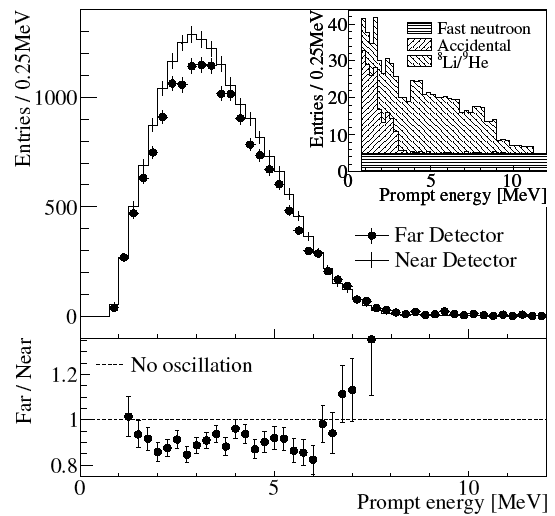 Entries / 0.25MeV
1000
500
0
Entries / 0.25MeV
40
30
20
10
0
0
5
10
Prompt energy [MeV]
Fast neutroon
Accidental
⁸Li/⁹He
Far Detector
Near Detector
Far / Near
1.2
1
0.8
No oscillation
0
5
10
Prompt energy [MeV]